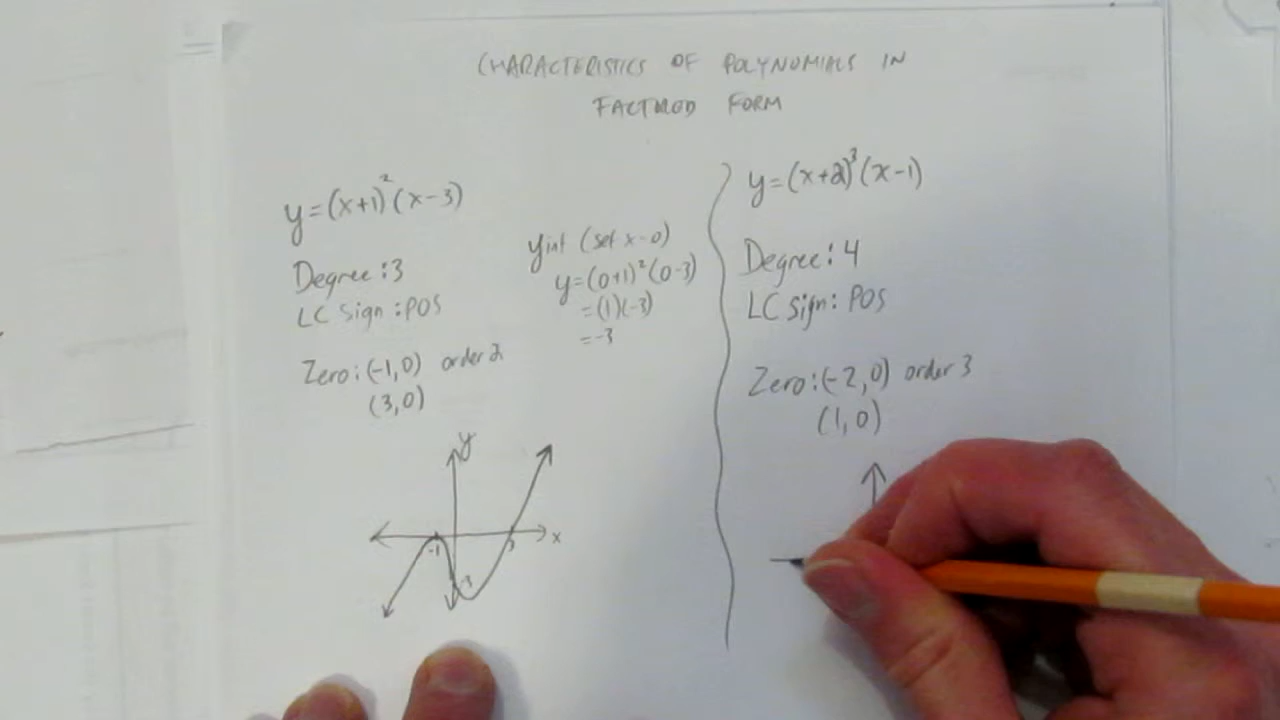 CHARACTERISTICS OF POLYNOMIALS IN
FACTORED FORM
y=(x+1)²(x-3)
Degree:3
LC Sign:POS
Zero:(-1,0) order 2
(3,0)
yint (set x-0)
y=(0+1)²(0-3)
=(1)(-3)
=-3
y
x
-1
3
-3
y=(x+2)³(x-1)
Degree:4
LC Sign: POS
Zero:(-2,0) order 3
(1,0)